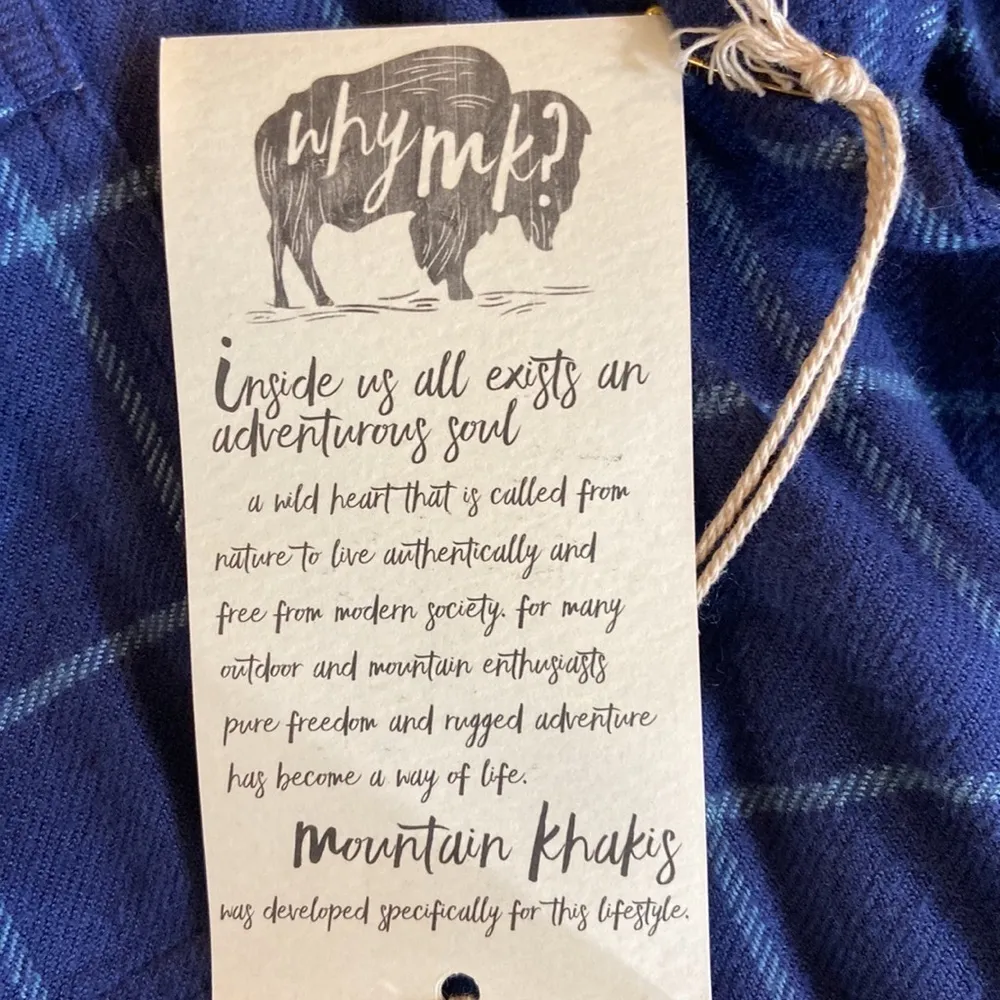 why mk?
Inside us all exists an
adventurous soul
a wild heart that is called from
nature to live authentically and
free from modern society. for many
outdoor and mountain enthusiasts
pure freedom and rugged adventure
has become a way of life.
mountain khakis
was developed specifically for this lifestyle.